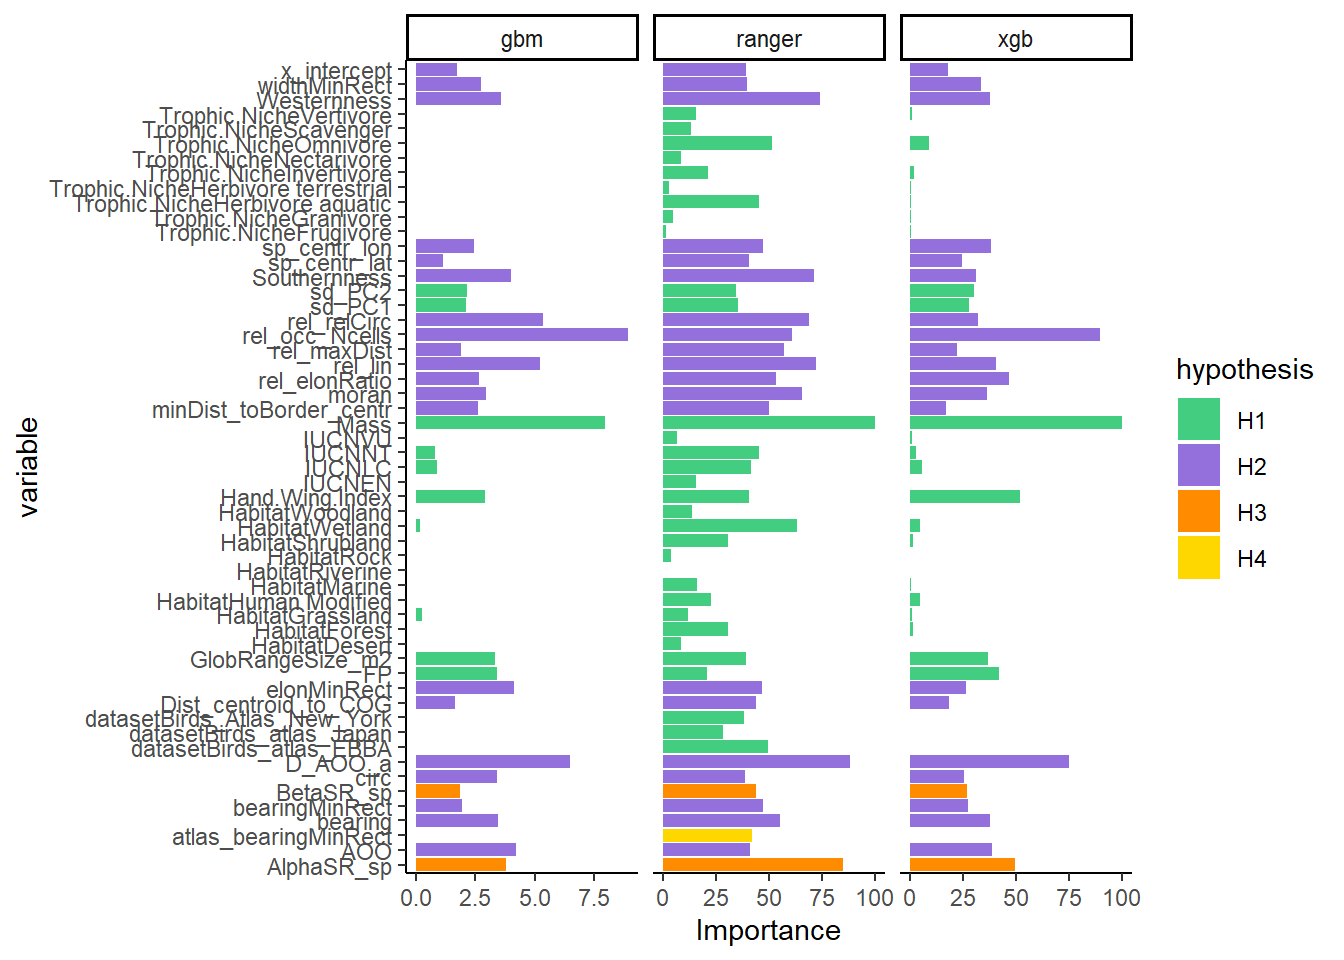 gbm
ranger
xgb
x_intercept
widthMinRect
Westernness
Trophic.NicheVertivore
Trophic.NicheScavenger
Trophic.NicheOmnivore
Trophic.NicheNectarivore
Trophic.NicheInvertivore
Trophic.NicheHerbivore terrestrial
Trophic.NicheHerbivore aquatic
Trophic.NicheGranivore
Trophic.NicheFrugivore
sp_centr_lon
sp_centr_lat
Southernness
sd_PC2
sd_PC1
rel_relCirc
rel_occ_Ncells
rel_maxDist
rel_lin
rel_elonRatio
moran
minDist_toBorder_centr
Mass
IUCNVU
IUCNNT
IUCNLC
IUCNEN
Hand.Wing.Index
HabitatWoodland
HabitatWetland
HabitatShrubland
HabitatRock
HabitatRiverine
HabitatMarine
HabitatHuman Modified
HabitatGrassland
HabitatForest
HabitatDesert
GlobRangeSize_m2
FP
elonMinRect
Dist_centroid_to_COG
datasetBirds_Atlas_New_York
datasetBirds_atlas_Japan
datasetBirds_atlas_EBBA
D_AOO_a
circ
BetaSR_sp
bearingMinRect
bearing
atlas_bearingMinRect
AOO
AlphaSR_sp
variable
0.0 2.5 5.0 7.5
0 25 50 75 100
0 25 50 75 100
Importance
hypothesis
H1
H2
H3
H4